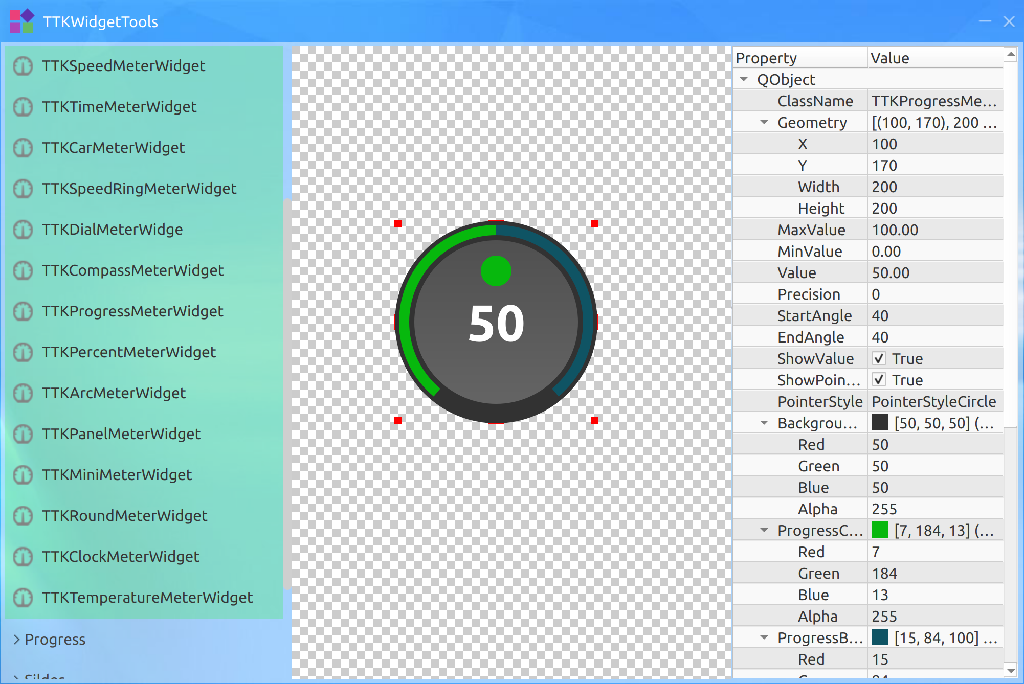 TTKWidgetTools
TTKSpeedMeterWidget
TTKTimeMeterWidget
TTKCarMeterWidget
TTKSpeedRingMeterWidget
TTKDialMeterWidge
TTKCompassMeterWidget
TTKProgressMeterWidget
TTKPercentMeterWidget
TTKArcMeterWidget
TTKPanelMeterWidget
TTKMiniMeterWidget
TTKRoundMeterWidget
TTKClockMeterWidget
TTKTemperatureMeterWidget
Progress
50
Property Value
QObject
ClassName TTKProgressMe...
Geometry [(100, 170), 200 ...
X 100
Y 170
Width 200
Height 200
MaxValue 100.00
MinValue 0.00
Value 50.00
Precision 0
StartAngle 40
EndAngle 40
ShowValue True
ShowPoin... True
PointerStyle PointerStyleCircle
Backgrou... [50, 50, 50] (...
Red 50
Green 50
Blue 50
Alpha 255
ProgressC... [7, 184, 13] (...
Red 7
Green 184
Blue 13
Alpha 255
ProgressB... [15, 84, 100] ...
Red 15